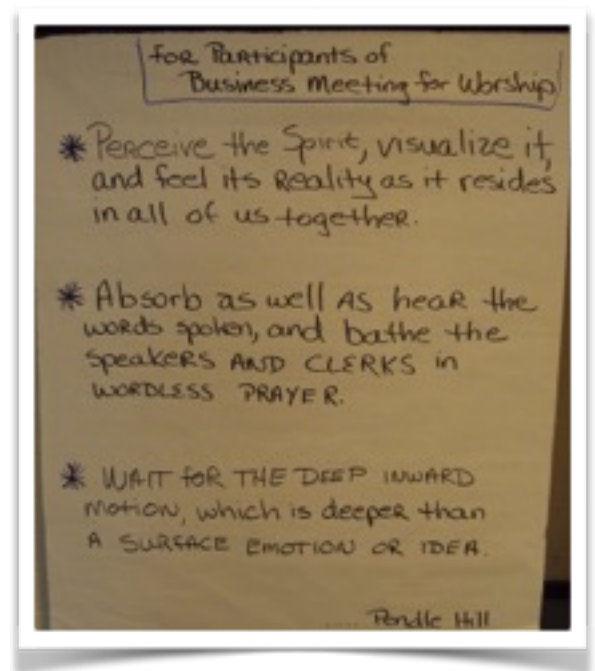 For Participants of
Business Meeting for Worship
* Perceive the Spirit, visualize it,
and feel its Reality as it resides
in all of us together.
* Absorb as well AS hear the
words spoken, and bathe the
speakers AND CLERKS in
WORDLESS PRAYER.
* WAIT for THE DEEP INWARD
motion, which is deeper than
A SURFACE EMOTION OR IDEA.
.... Pendle Hill